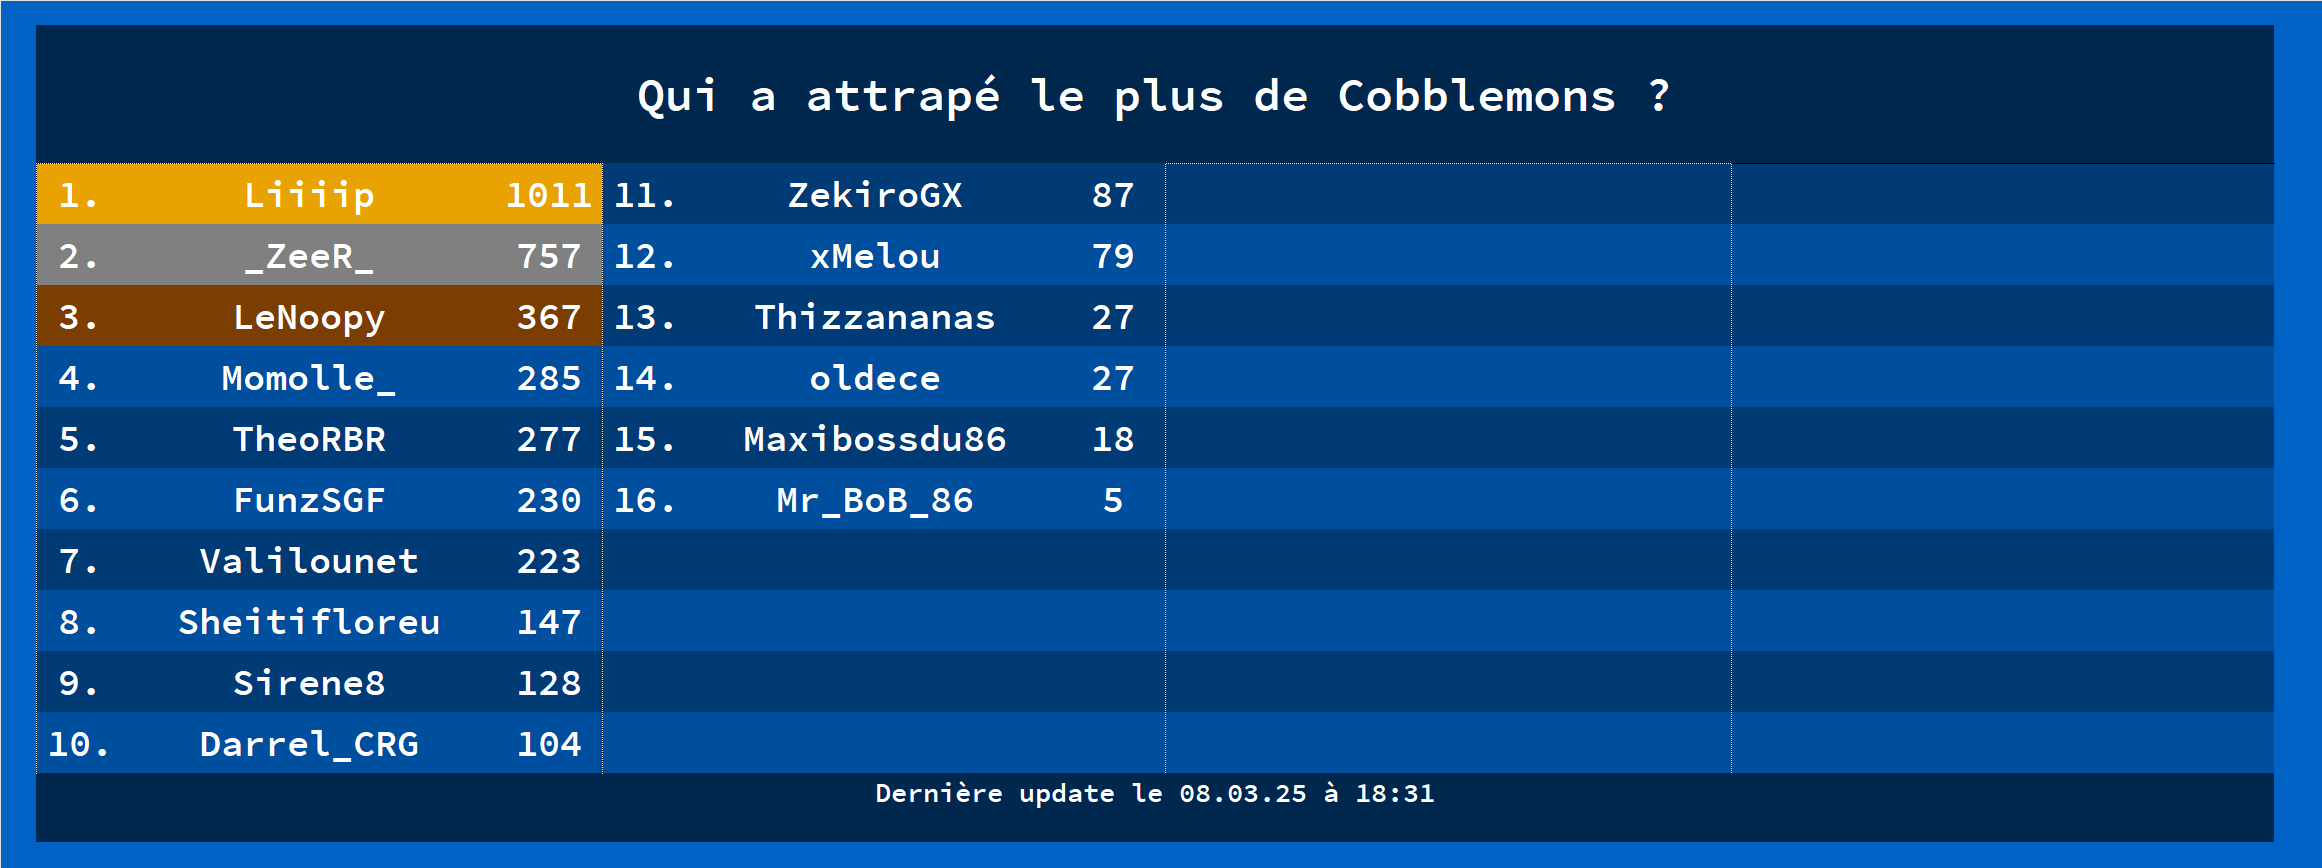 Qui a attrapé le plus de Cobblemons ?
1. Liiiip 1011
2. _ZeeR_ 757
3. LeNoopy 367
4. Momolle_ 285
5. TheoRBR 277
6. FunzSGF 230
7. Valilounet 223
8. Sheitifloreu 147
9. Sirene8 128
10. Darrel_CRG 104
11. ZekiroGX 87
12. xMelou 79
13. Thizzananas 27
14. oldece 27
15. Maxibossdu86 18
16. Mr_BoB_86 5
Dernière update le 08.03.25 à 18:31